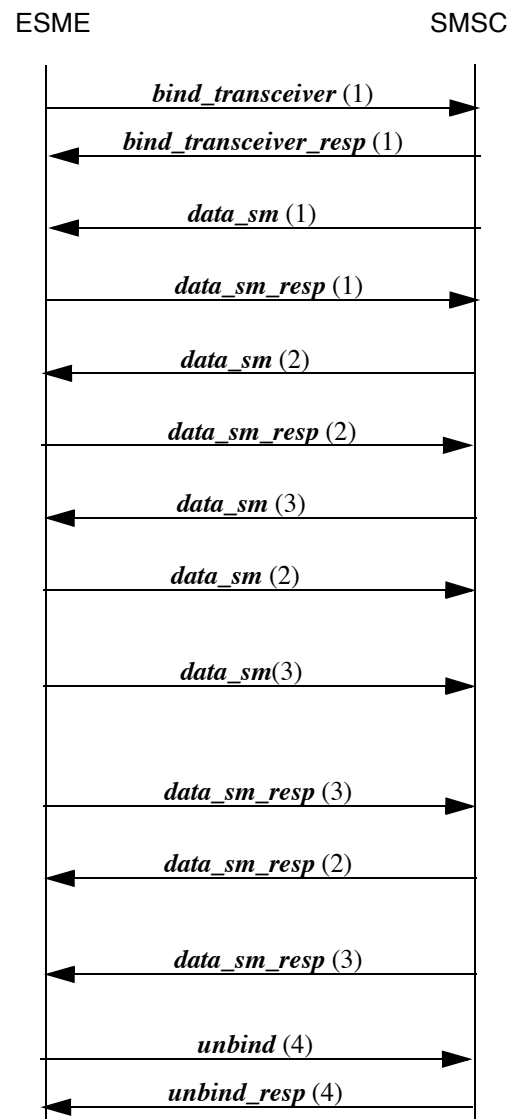 ESME SMSC
bind_transceiver (1)
bind_transceiver_resp (1)
data_sm (1)
data_sm_resp (1)
data_sm (2)
data_sm_resp (2)
data_sm (3)
data_sm (2)
data_sm(3)
data_sm_resp (3)
data_sm_resp (2)
data_sm_resp (3)
unbind (4)
unbind_resp (4)